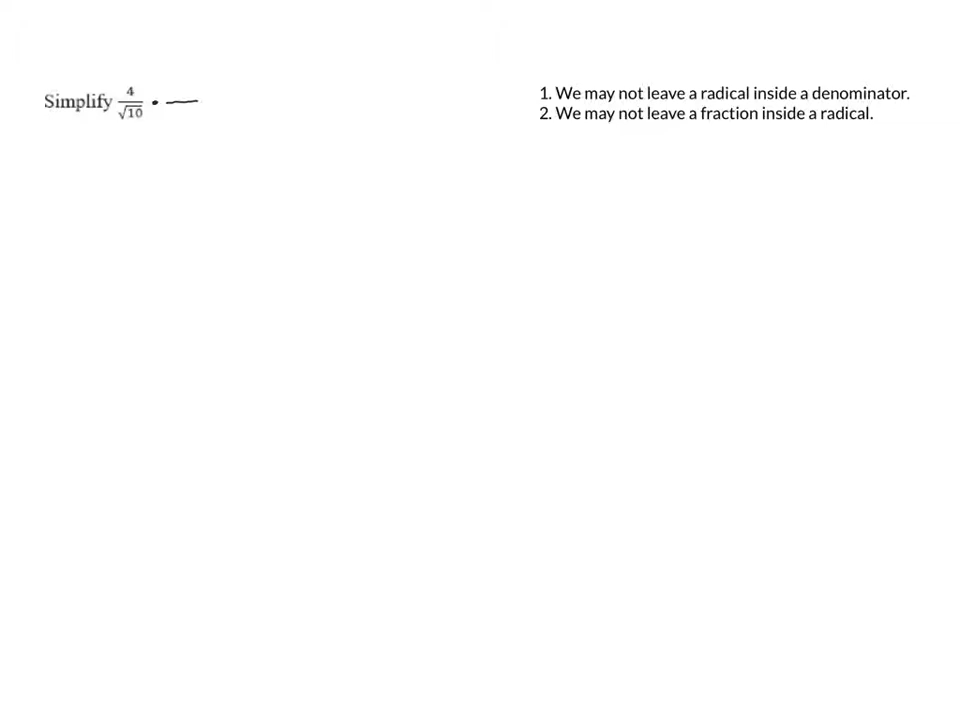 Simplify 4/√10 · —
1. We may not leave a radical inside a denominator.
2. We may not leave a fraction inside a radical.